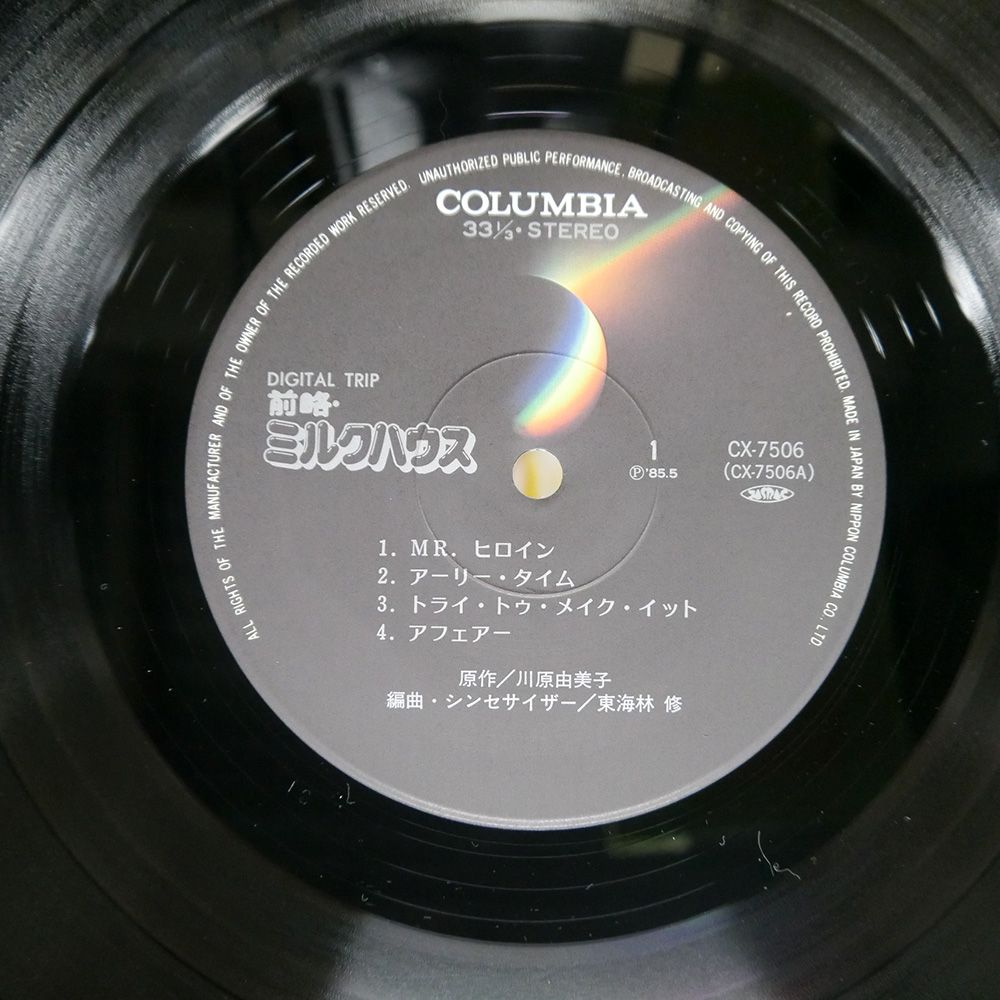 ALL RIGHTS OF THE MANUFACTURER AND OF THE OWNER OF THE RECORDED WORK RESERVED. UNAUTHORIZED PUBLIC PERFORMANCE, BROADCASTING AND COPYING OF THIS RECORD PROHIBITED. MADE IN JAPAN BY NIPPON COLUMBIA CO., LTD
COLUMBIA
33⅓・STEREO
DIGITAL TRIP
前略・
ミルクハウス
1
Ⓟ'85.5
CX-7506
(CX-7506A)
JASRAC
1. MR. ヒロイン
2. アーリー・タイム
3. トライ・トゥ・メイク・イット
4. アフェアー
原作／川原由美子
編曲・シンセサイザー／東海林 修